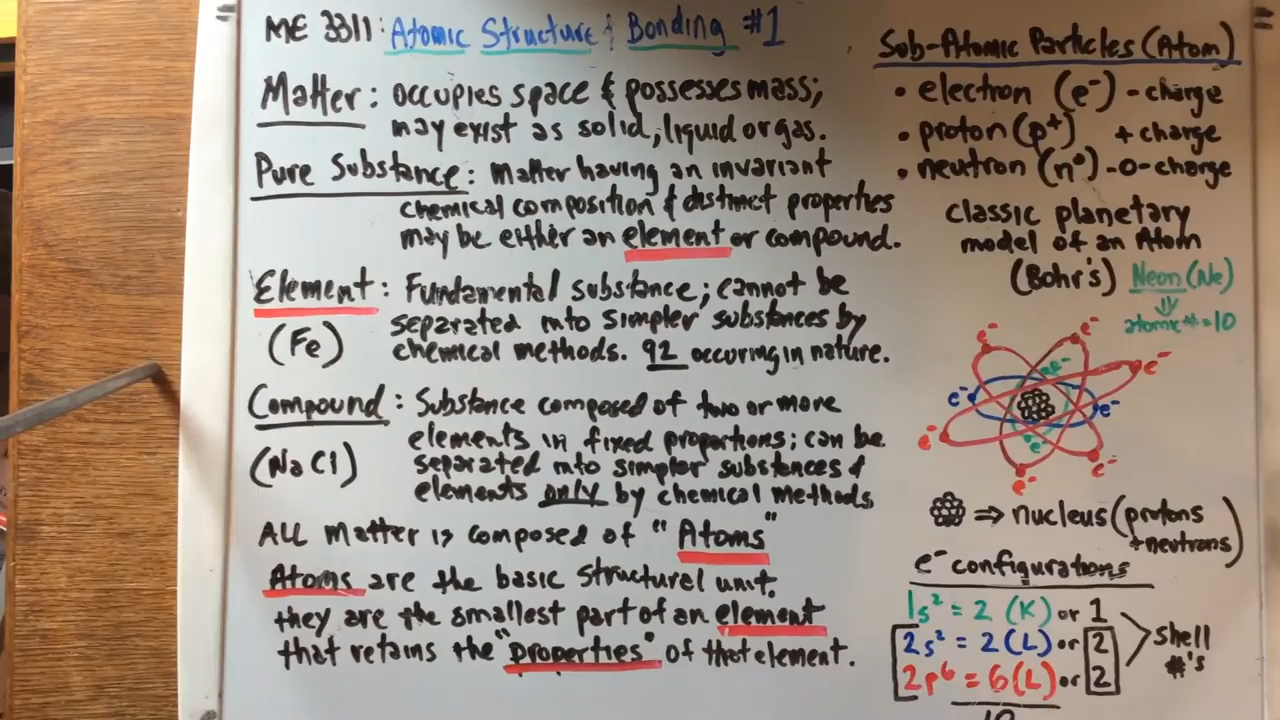 ME 3311: Atomic Structure & Bonding #1
Matter: occupies space & possesses mass;
may exist as solid, liquid or gas.
Pure Substance: matter having an invariant
chemical composition & distinct properties
may be either an element or compound.
Element: Fundamental substance; cannot be
(Fe) separated into simpler substances by
chemical methods. 92 occuring in nature.
Compound: Substance composed of two or more
elements in fixed proportions; can be
(NaCl) separated into simpler substances &
elements only by chemical methods,
ALL Matter is composed of "Atoms"
Atoms are the basic structural unit.
they are the smallest part of an element
that retains the "properties" of that element.
Sub-Atomic Particles (Atom)
• electron (e⁻) - charge
• proton (p⁺) + charge
• neutron (n⁰) -0- charge
classic planetary
model of an Atom
(Bohr's) Neon (Ne)
⇓
atomic # = 10
e⁻ e⁻
e⁻ e⁻
e⁻ e⁻
e⁻ e⁻
e⁻ e⁻
⇒ nucleus (protons
+neutrons)
e⁻ configurations
1s² = 2 (K) or 1
2s² = 2 (L) or 2
2p⁶ = 6 (L) or 2
shell
#'s
10